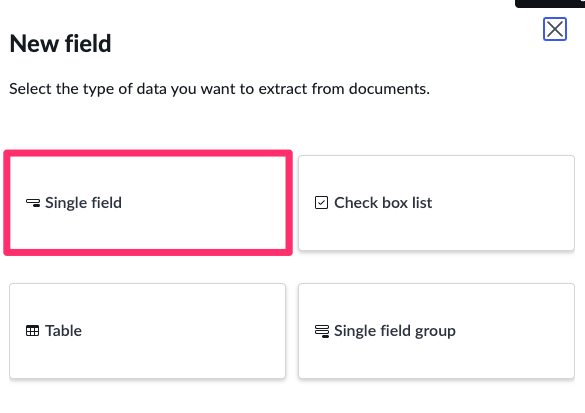 New field
Select the type of data you want to extract from documents.
Single field
Check box list
Table
Single field group